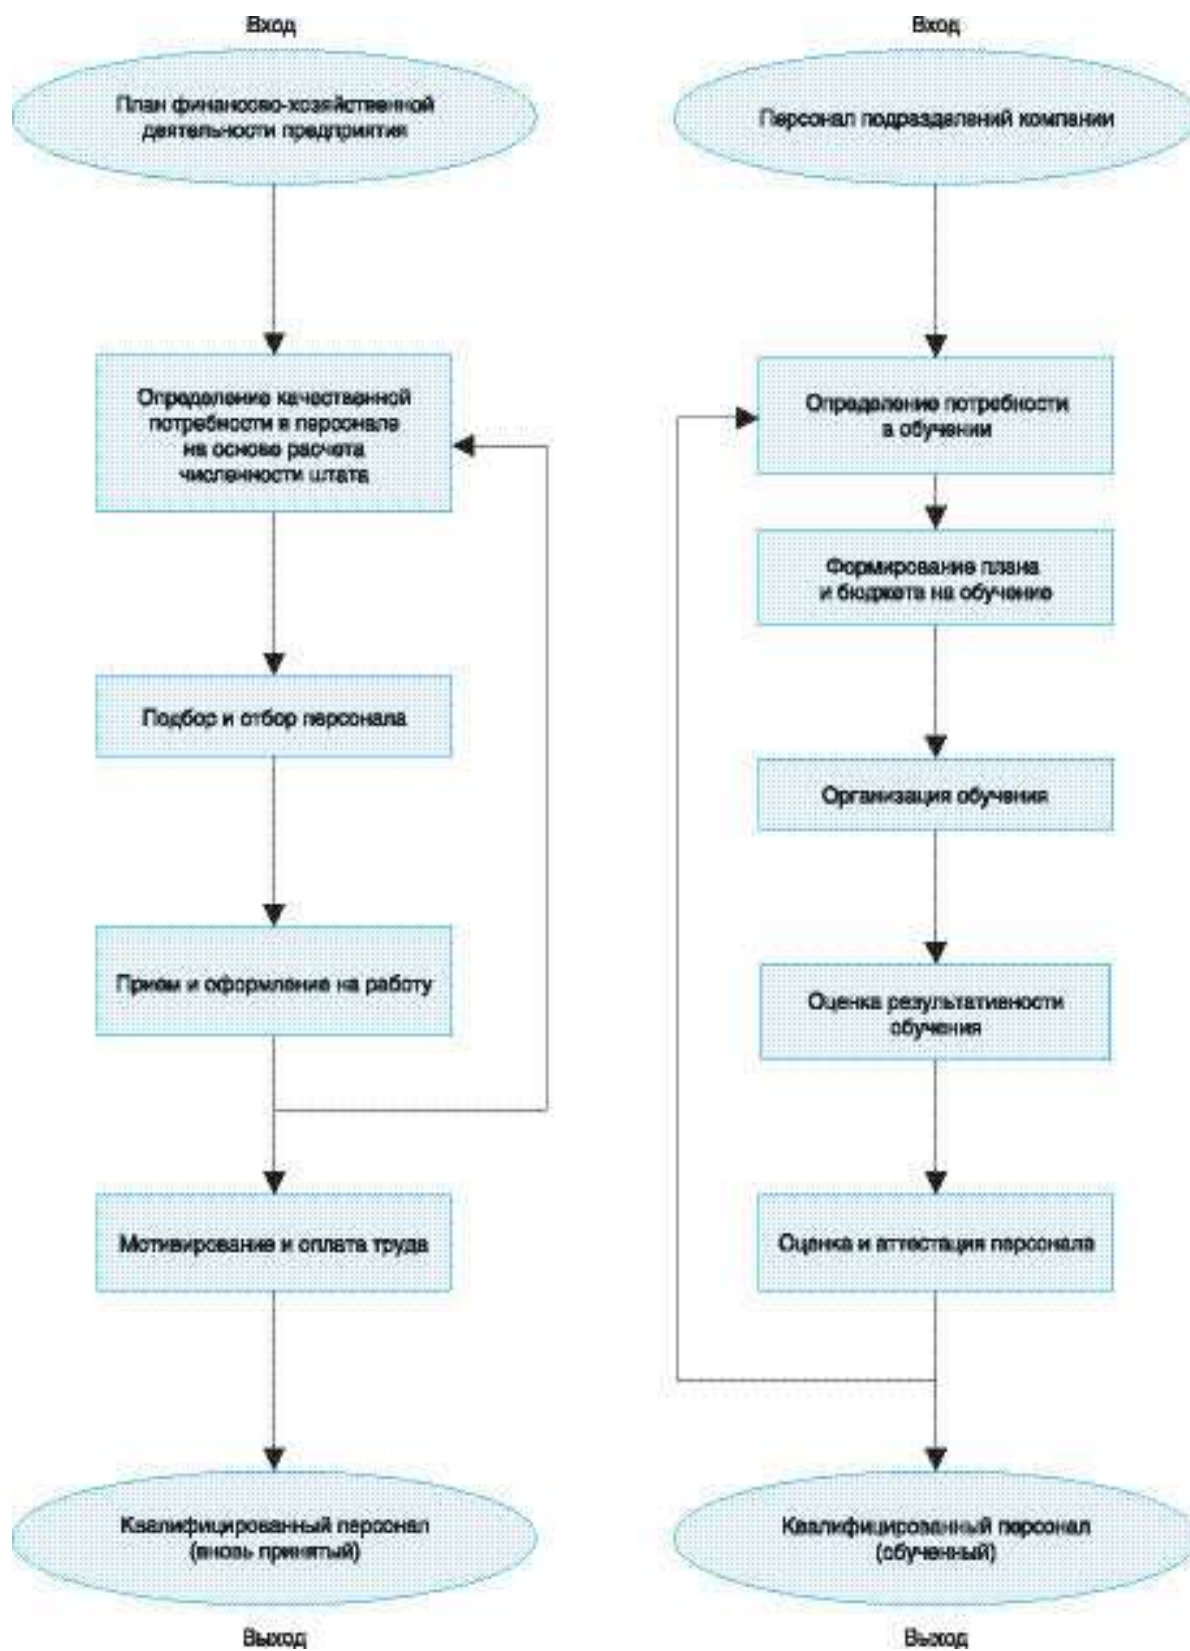 Вход
План финансово-хозяйственной
деятельности предприятия
Определение качественной
потребности в персонале
на основе расчета
численности штата
Подбор и отбор персонала
Прием и оформление на работу
Мотивирование и оплата труда
Квалифицированный персонал
(вновь принятый)
Выход
Вход
Персонал подразделений компании
Определение потребности
в обучении
Формирование плана
и бюджета на обучение
Организация обучения
Оценка результативности
обучения
Оценка и аттестация персонала
Квалифицированный персонал
(обученный)
Выход